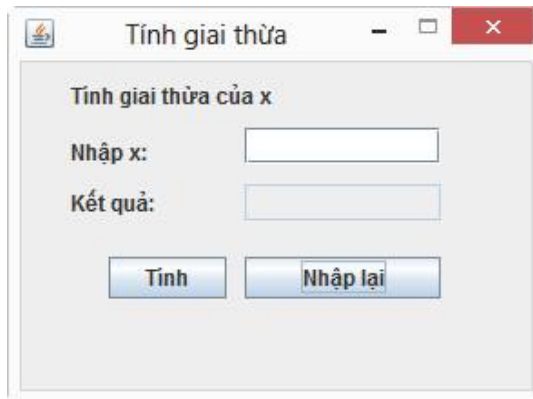 Tính giai thừa
Tính giai thừa của x
Nhập x:
Kết quả:
Tính Nhập lại